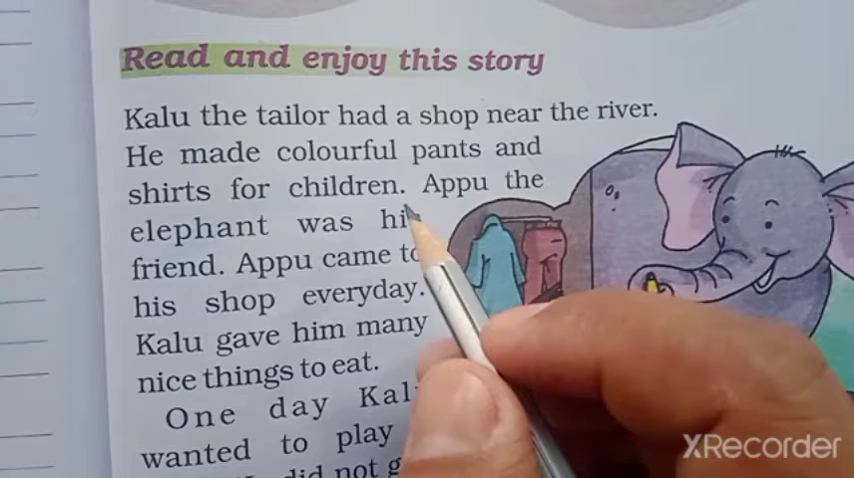 Read and enjoy this story
Kalu the tailor had a shop near the river.
He made colourful pants and
shirts for children. Appu the
elephant was
friend. Appu came
his shop everyday.
Kalu gave him many
nice things to eat.
One day
wanted to play
did not
XRecorder